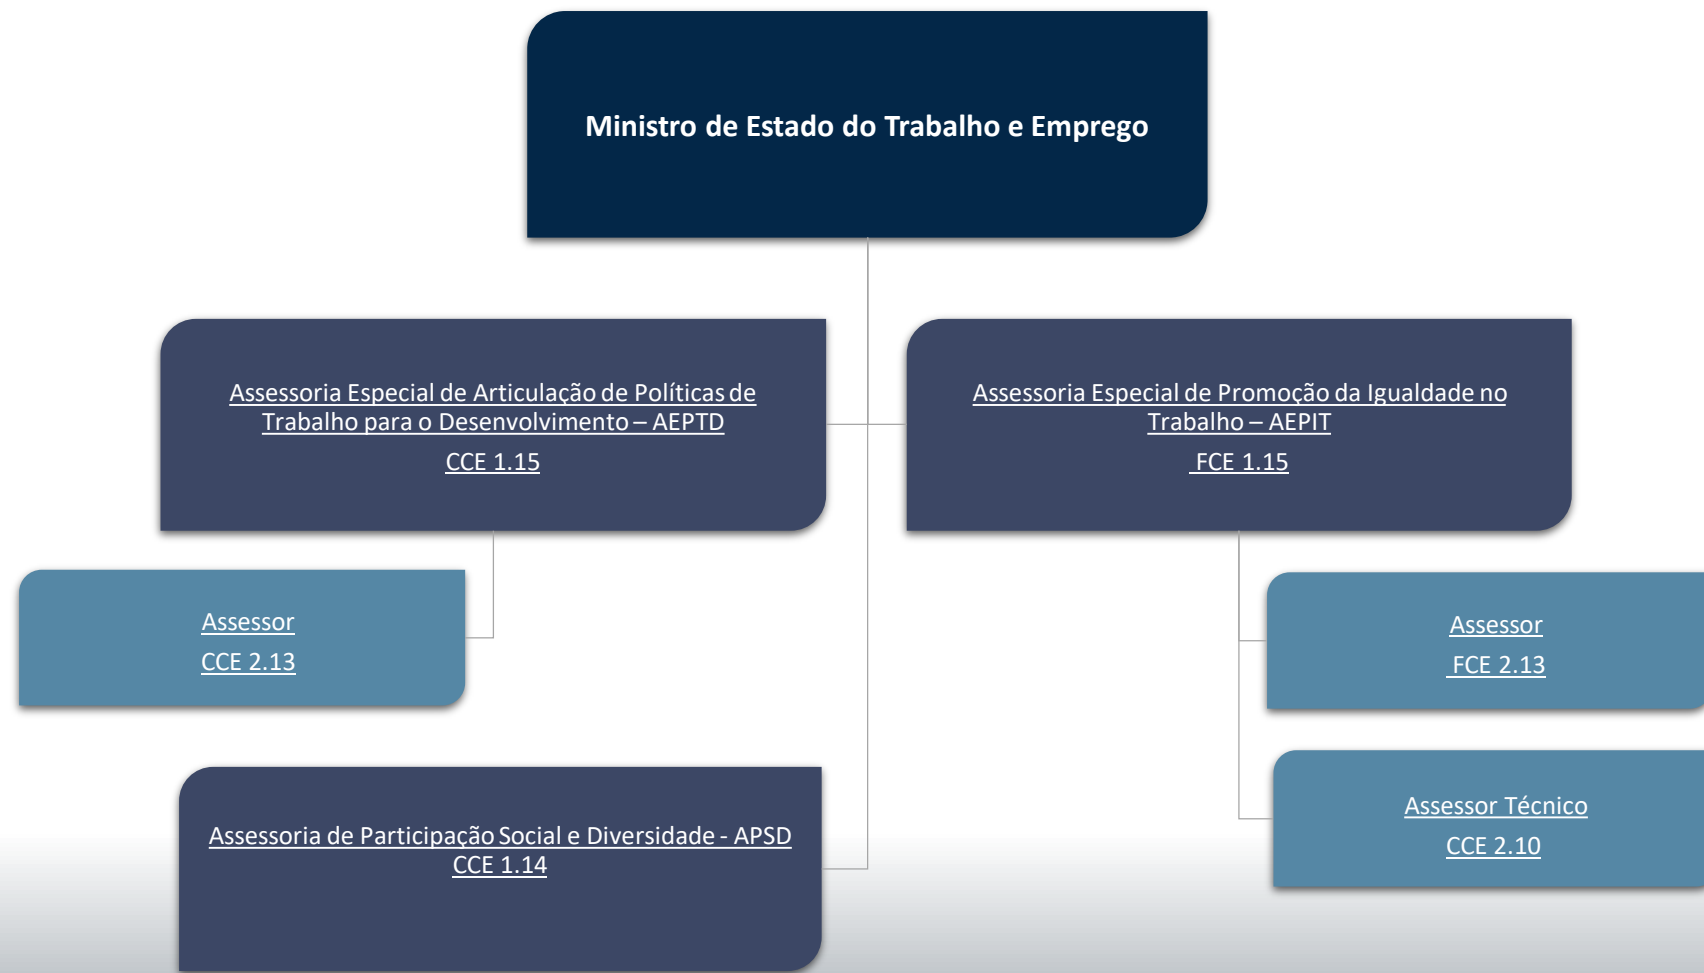 Ministro de Estado do Trabalho e Emprego
Assessoria Especial de Articulação de Políticas de
Trabalho para o Desenvolvimento – AEPTD
CCE 1.15
Assessoria Especial de Promoção da Igualdade no
Trabalho – AEPIT
FCE 1.15
Assessor
CCE 2.13
Assessor
FCE 2.13
Assessor Técnico
CCE 2.10
Assessoria de Participação Social e Diversidade - APSD
CCE 1.14